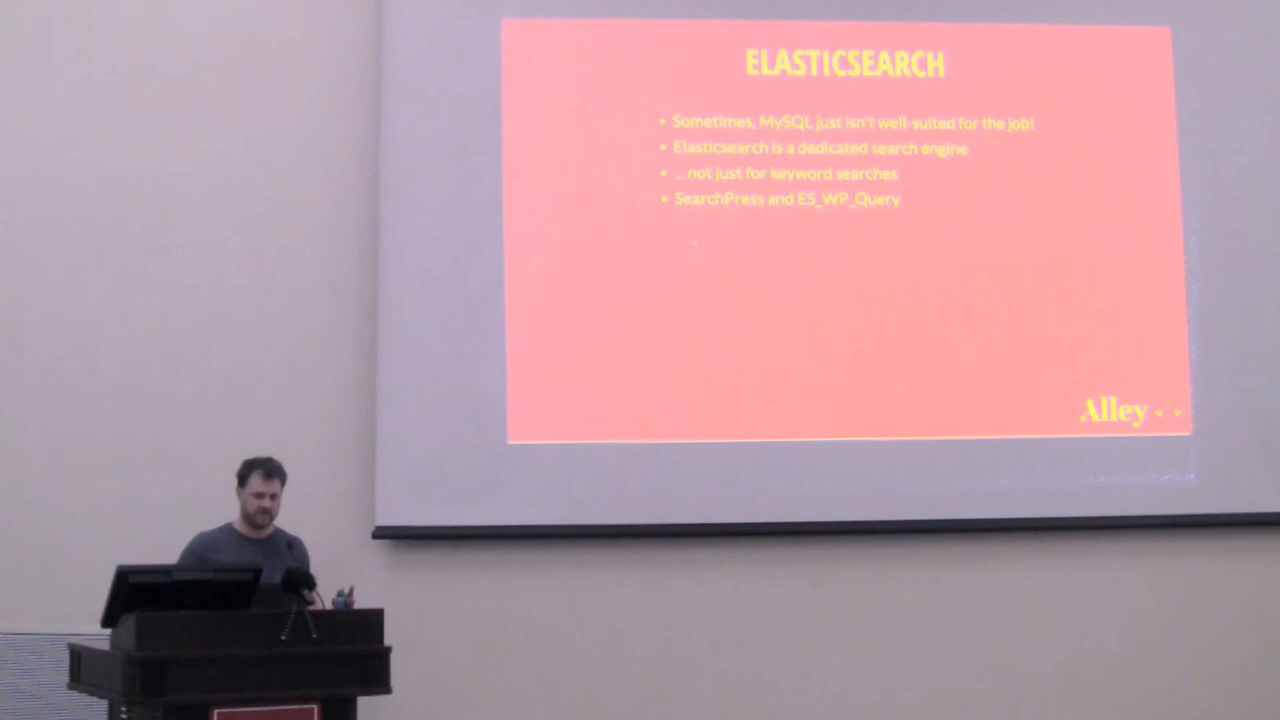 ELASTICSEARCH
• Sometimes, MySQL just isn't well-suited for the job!
• Elasticsearch is a dedicated search engine
• ... not just for keyword searches
• SearchPress and ES_WP_Query
Alley